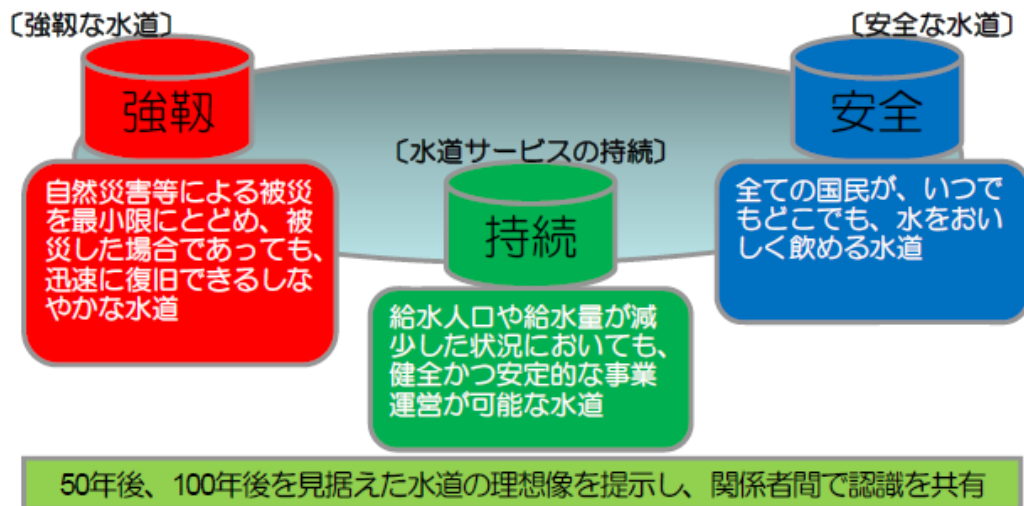 〔強靱な水道〕
〔安全な水道〕
強靱
安全
〔水道サービスの持続〕
持続
自然災害等による被災
を最小限にとどめ、被
災した場合であっても、
迅速に復旧できるしな
やかな水道
全ての国民が、いつで
もどこでも、水をおい
しく飲める水道
給水人口や給水量が減
少した状況においても、
健全かつ安定的な事業
運営が可能な水道
50年後、100年後を見据えた水道の理想像を提示し、関係者間で認識を共有